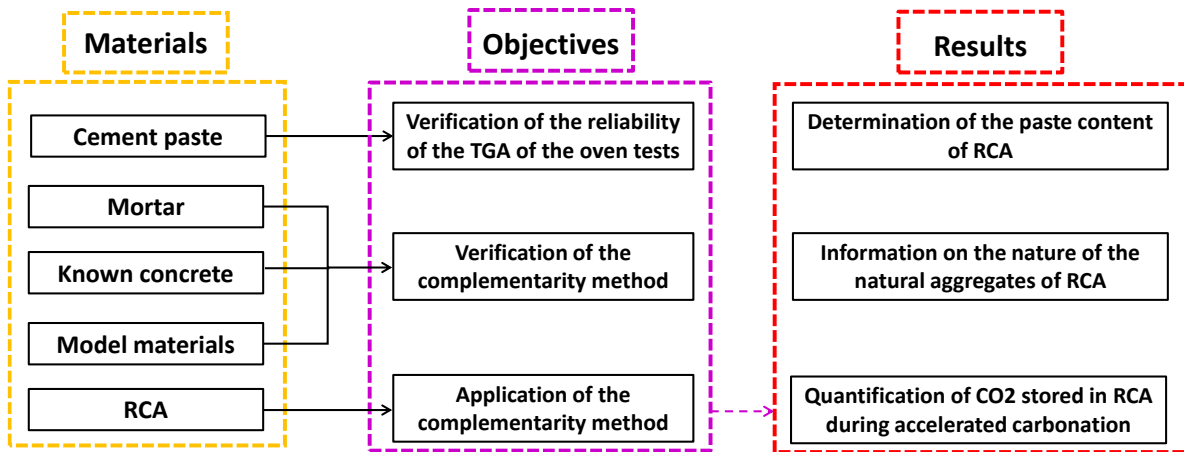 Materials
Objectives
Results
Cement paste
Mortar
Known concrete
Model materials
RCA
Verification of the reliability
of the TGA of the oven tests
Verification of the
complementarity method
Application of the
complementarity method
Determination of the paste content
of RCA
Information on the nature of the
natural aggregates of RCA
Quantification of CO2 stored in RCA
during accelerated carbonation